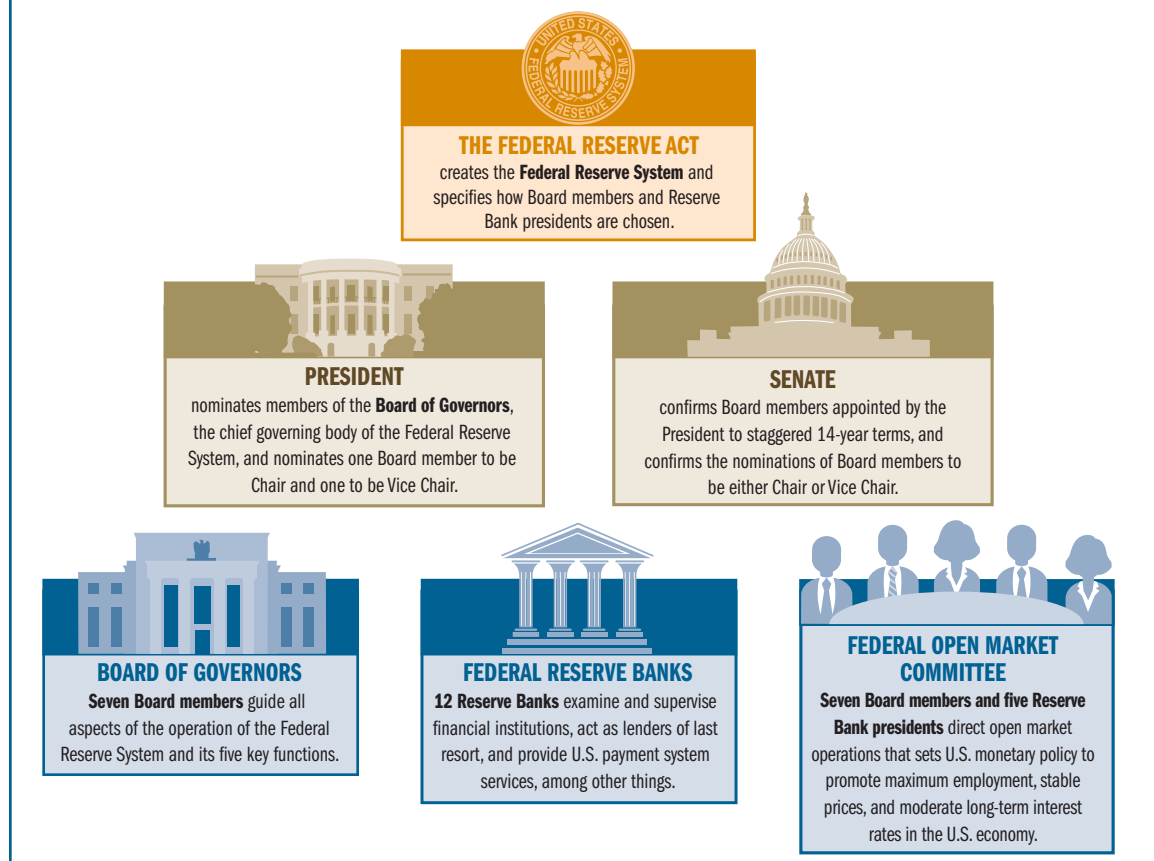 UNITED STATES
FEDERAL RESERVE SYSTEM
THE FEDERAL RESERVE ACT
creates the Federal Reserve System and
specifies how Board members and Reserve
Bank presidents are chosen.
PRESIDENT
nominates members of the Board of Governors,
the chief governing body of the Federal Reserve
System, and nominates one Board member to be
Chair and one to be Vice Chair.
SENATE
confirms Board members appointed by the
President to staggered 14-year terms, and
confirms the nominations of Board members to
be either Chair or Vice Chair.
BOARD OF GOVERNORS
Seven Board members guide all
aspects of the operation of the Federal
Reserve System and its five key functions.
FEDERAL RESERVE BANKS
12 Reserve Banks examine and supervise
financial institutions, act as lenders of last
resort, and provide U.S. payment system
services, among other things.
FEDERAL OPEN MARKET
COMMITTEE
Seven Board members and five Reserve
Bank presidents direct open market
operations that sets U.S. monetary policy to
promote maximum employment, stable
prices, and moderate long-term interest
rates in the U.S. economy.